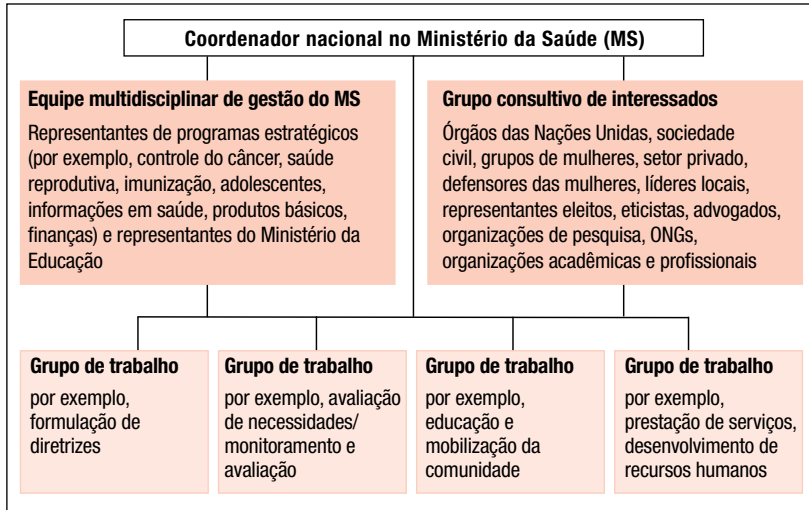 Coordenador nacional no Ministério da Saúde (MS)
Equipe multidisciplinar de gestão do MS
Representantes de programas estratégicos
(por exemplo, controle do câncer, saúde
reprodutiva, imunização, adolescentes,
informações em saúde, produtos básicos,
finanças) e representantes do Ministério da
Educação
Grupo consultivo de interessados
Órgãos das Nações Unidas, sociedade
civil, grupos de mulheres, setor privado,
defensores das mulheres, líderes locais,
representantes eleitos, eticistas, advogados,
organizações de pesquisa, ONGs,
organizações acadêmicas e profissionais
Grupo de trabalho
por exemplo,
formulação de
diretrizes
Grupo de trabalho
por exemplo, avaliação
de necessidades/
monitoramento e
avaliação
Grupo de trabalho
por exemplo,
educação e
mobilização da
comunidade
Grupo de trabalho
por exemplo,
prestação de serviços,
desenvolvimento de
recursos humanos